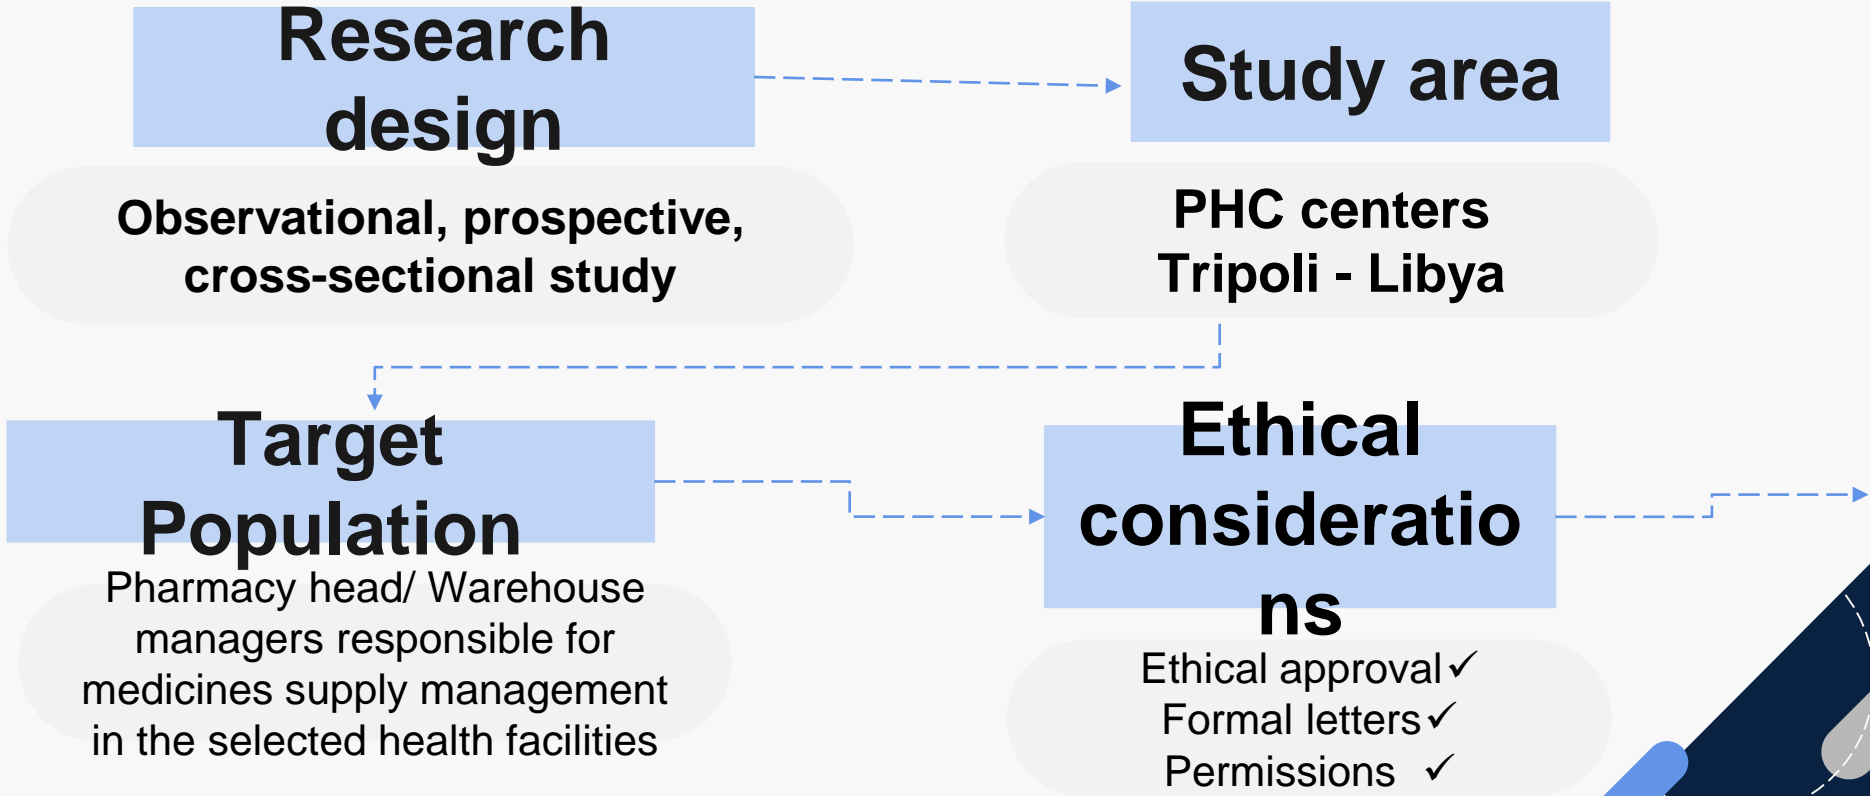 Research
design
Observational, prospective,
cross-sectional study
Study area
PHC centers
Tripoli - Libya
Target
Population
Pharmacy head/ Warehouse
managers responsible for
medicines supply management
in the selected health facilities
Ethical
consideratio
ns
Ethical approval✓
Formal letters✓
Permissions ✓